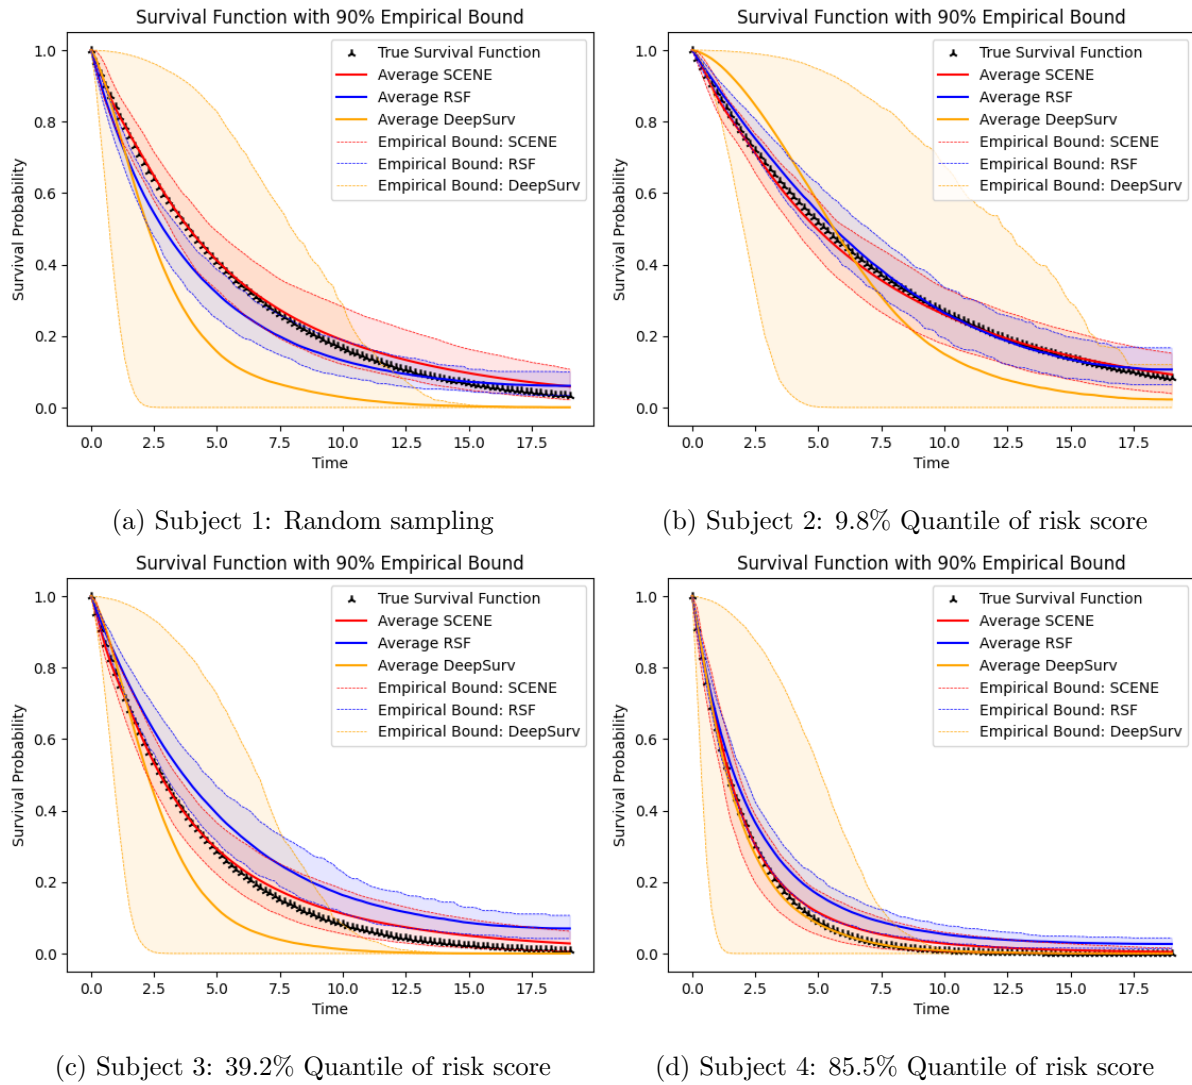 Survival Function with 90% Empirical Bound
Survival Probability
1.0
0.8
0.6
0.4
0.2
0.0
True Survival Function
Average SCENE
Average RSF
Average DeepSurv
Empirical Bound: SCENE
Empirical Bound: RSF
Empirical Bound: DeepSurv
0.0 2.5 5.0 7.5 10.0 12.5 15.0 17.5
Time
(a) Subject 1: Random sampling
Survival Function with 90% Empirical Bound
Survival Probability
1.0
0.8
0.6
0.4
0.2
0.0
True Survival Function
Average SCENE
Average RSF
Average DeepSurv
Empirical Bound: SCENE
Empirical Bound: RSF
Empirical Bound: DeepSurv
0.0 2.5 5.0 7.5 10.0 12.5 15.0 17.5
Time
(b) Subject 2: 9.8% Quantile of risk score
Survival Function with 90% Empirical Bound
Survival Probability
1.0
0.8
0.6
0.4
0.2
0.0
True Survival Function
Average SCENE
Average RSF
Average DeepSurv
Empirical Bound: SCENE
Empirical Bound: RSF
Empirical Bound: DeepSurv
0.0 2.5 5.0 7.5 10.0 12.5 15.0 17.5
Time
(c) Subject 3: 39.2% Quantile of risk score
Survival Function with 90% Empirical Bound
Survival Probability
1.0
0.8
0.6
0.4
0.2
0.0
True Survival Function
Average SCENE
Average RSF
Average DeepSurv
Empirical Bound: SCENE
Empirical Bound: RSF
Empirical Bound: DeepSurv
0.0 2.5 5.0 7.5 10.0 12.5 15.0 17.5
Time
(d) Subject 4: 85.5% Quantile of risk score